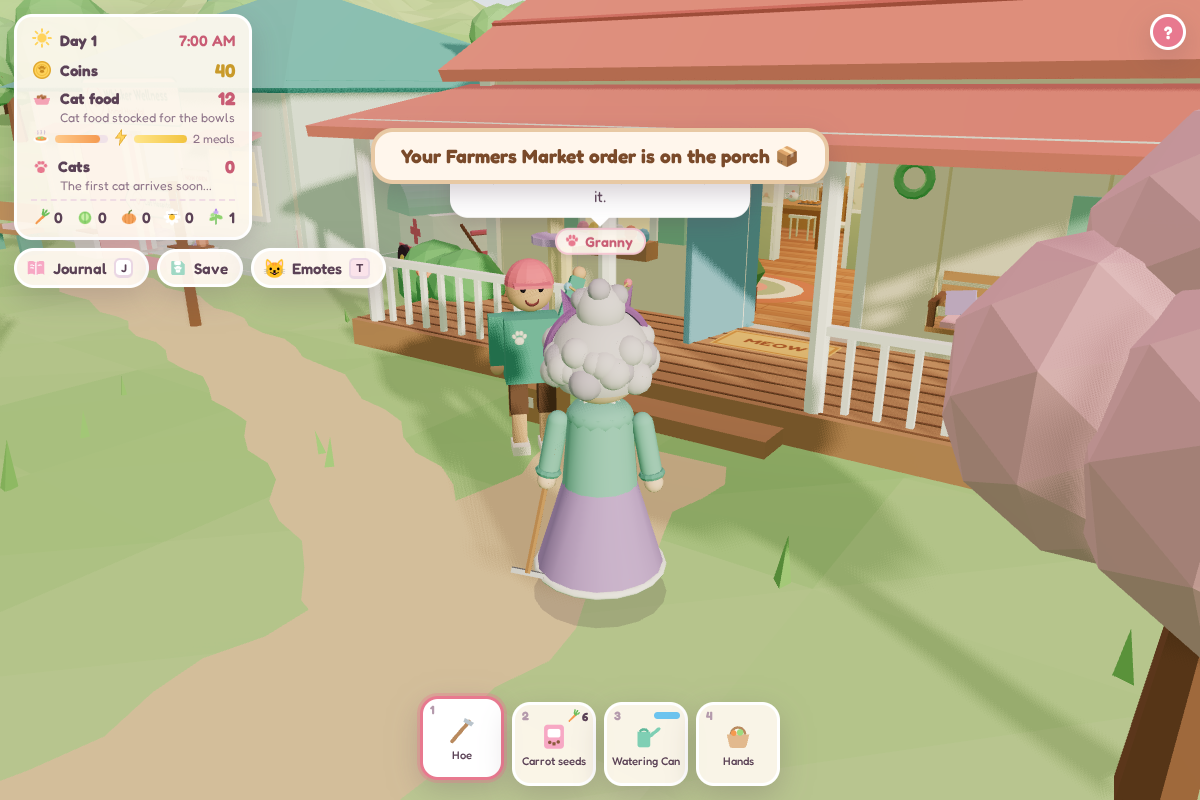 Day 1 7:00 AM
Coins 40
Cat food 12
Cat food stocked for the bowls
2 meals
Cats 0
The first cat arrives soon...
0 0 0 0 1
Journal J
Save
Emotes T
?
Your Farmers Market order is on the porch
it.
Granny
MEOW
1
Hoe
2 6
Carrot seeds
3
Watering Can
4
Hands